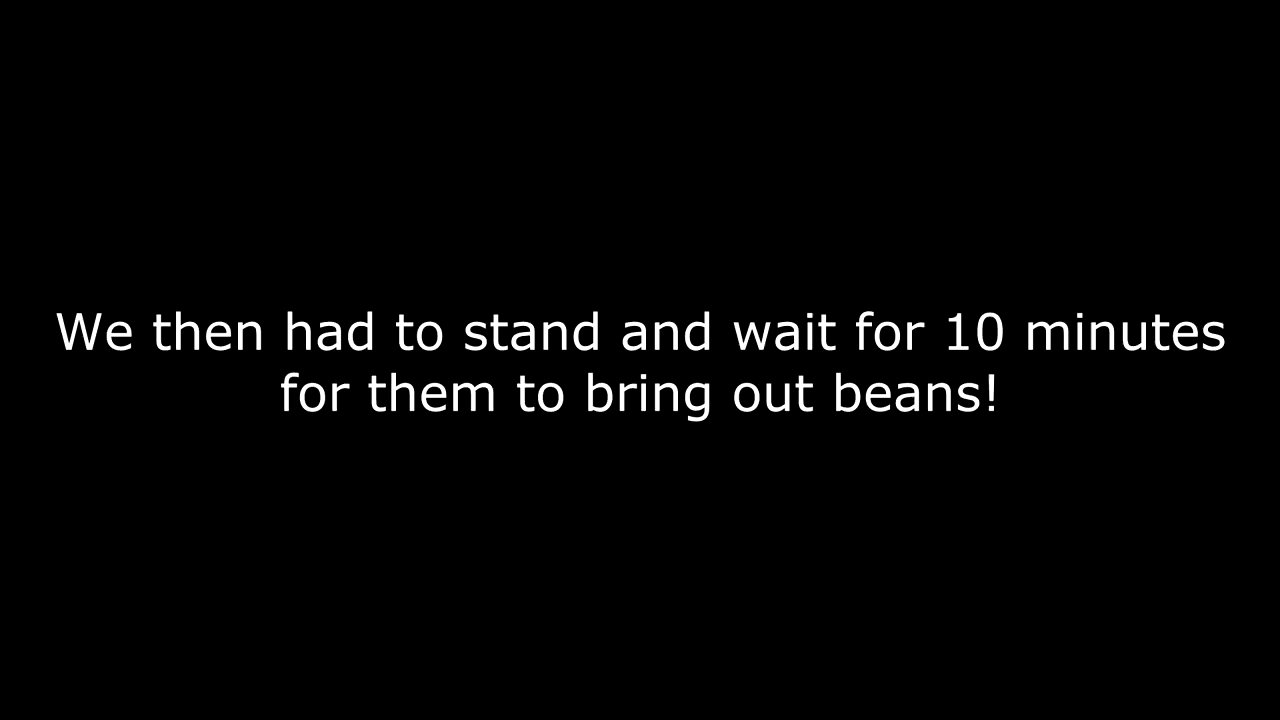 We then had to stand and wait for 10 minutes
for them to bring out beans!